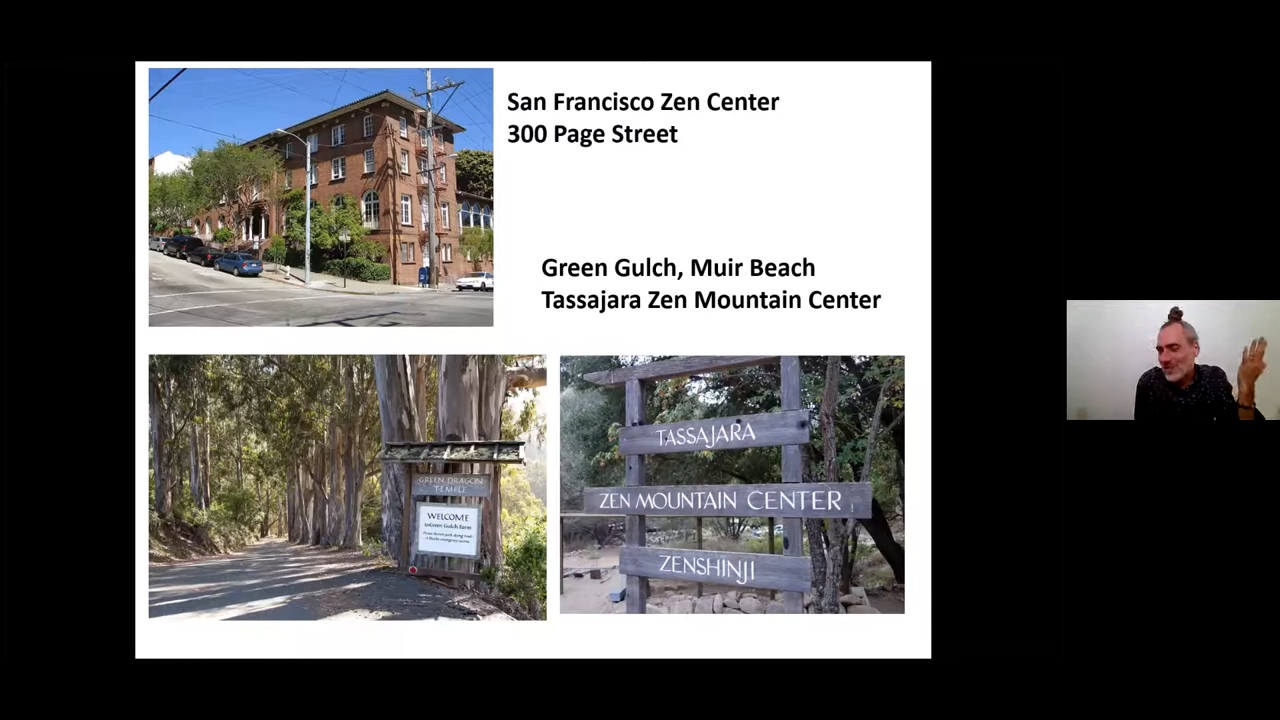 San Francisco Zen Center
300 Page Street
Green Gulch, Muir Beach
Tassajara Zen Mountain Center
GREEN DRAGON
TEMPLE
WELCOME
to Green Gulch Farm
TASSAJARA
ZEN MOUNTAIN CENTER
ZENSHINJI